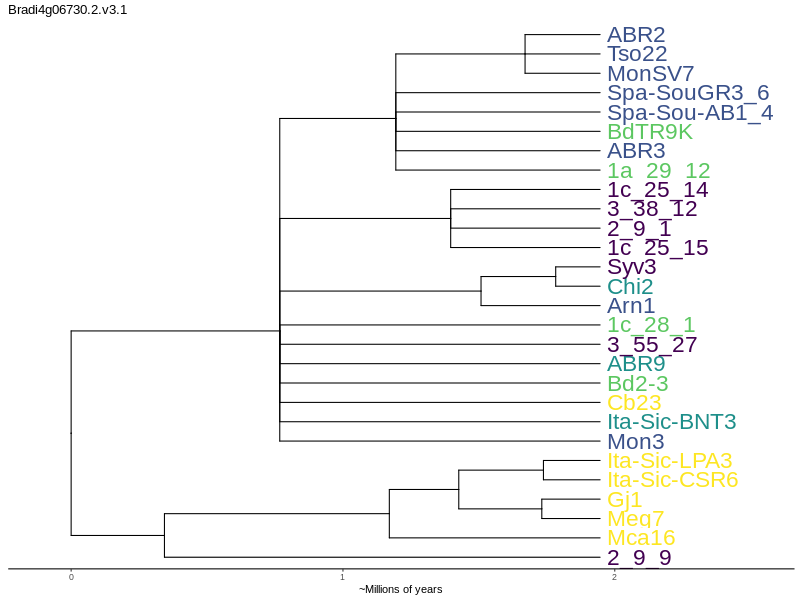 Bradi4g06730.2.v3.1
ABR2
Tso22
MonSV7
Spa-SouGR3_6
Spa-Sou-AB1_4
BdTR9K
ABR3
1a_29_12
1c_25_14
3_38_12
2_9_1
1c_25_15
Syv3
Chi2
Arn1
1c_28_1
3_55_27
ABR9
Bd2-3
Cb23
Ita-Sic-BNT3
Mon3
Ita-Sic-LPA3
Ita-Sic-CSR6
Gj1
Meg7
Mca16
2_9_9
0 1 2
~Millions of years